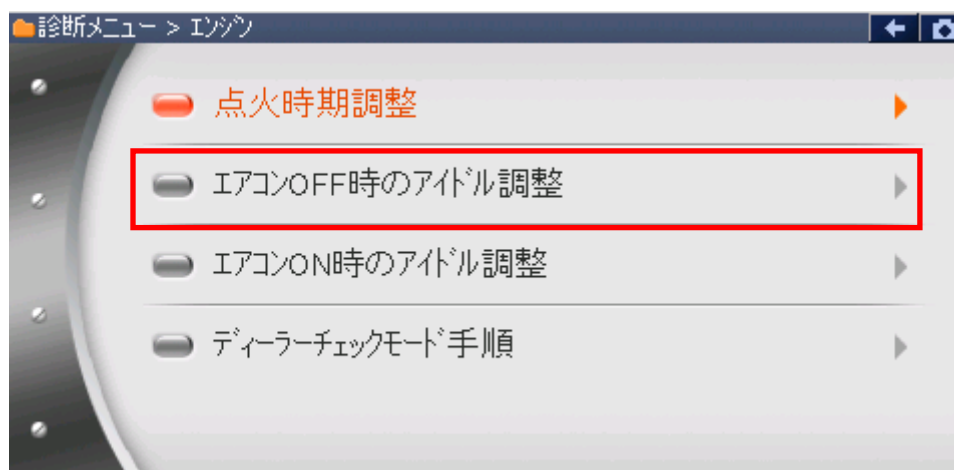 診断メニュー > エンジン
点火時期調整
エアコンOFF時のアイドル調整
エアコンON時のアイドル調整
ディーラーチェックモード手順